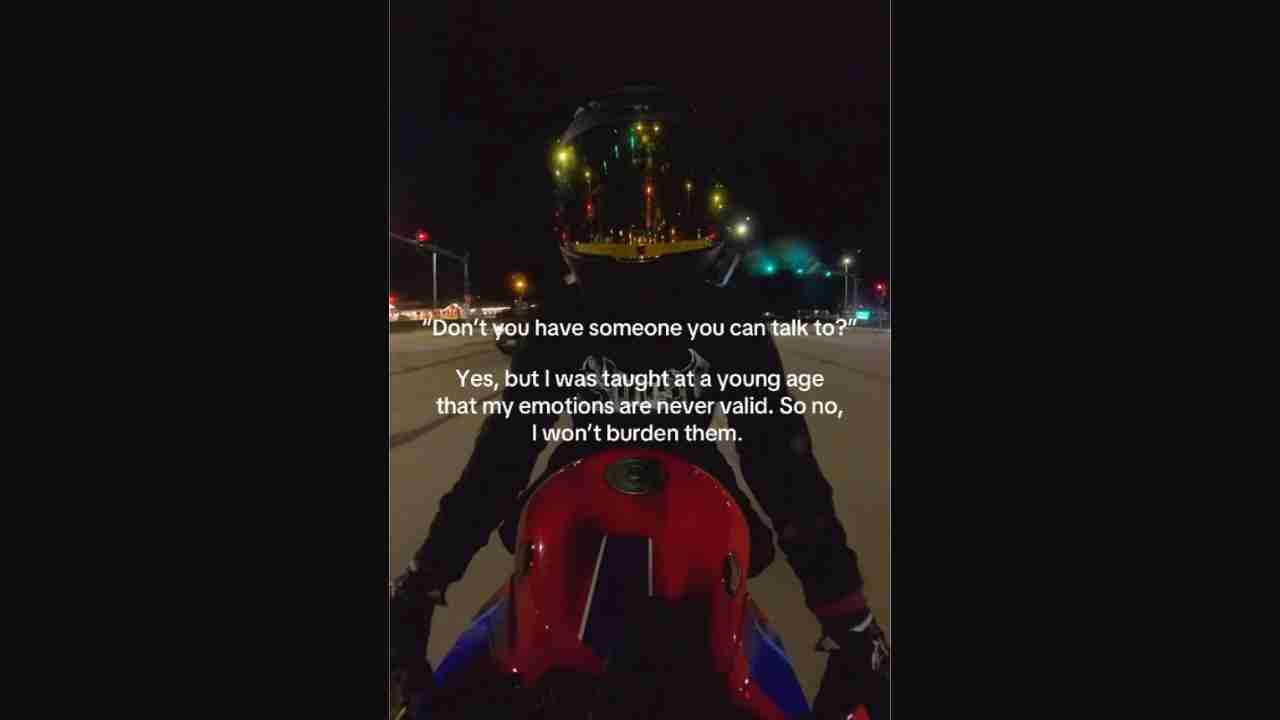 “Don’t you have someone you can talk to?”
Yes, but I was taught at a young age
that my emotions are never valid. So no,
I won’t burden them.